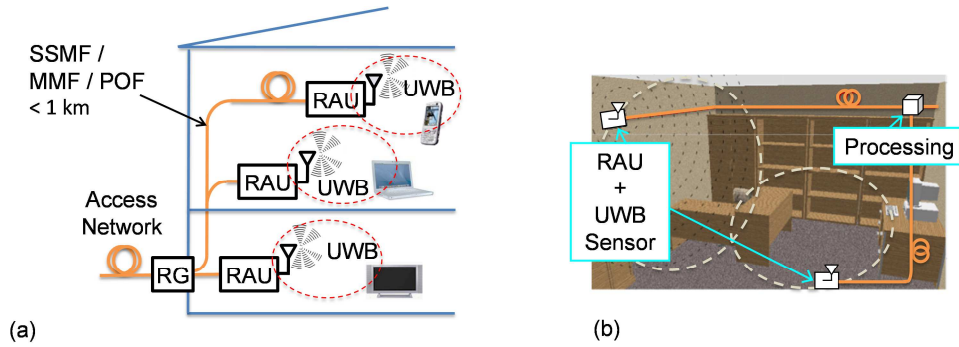 SSMF /
MMF / POF
< 1 km
RAU
UWB
RAU
UWB
Access
Network
RG
RAU
UWB
(a)
Processing
RAU
+
UWB
Sensor
(b)